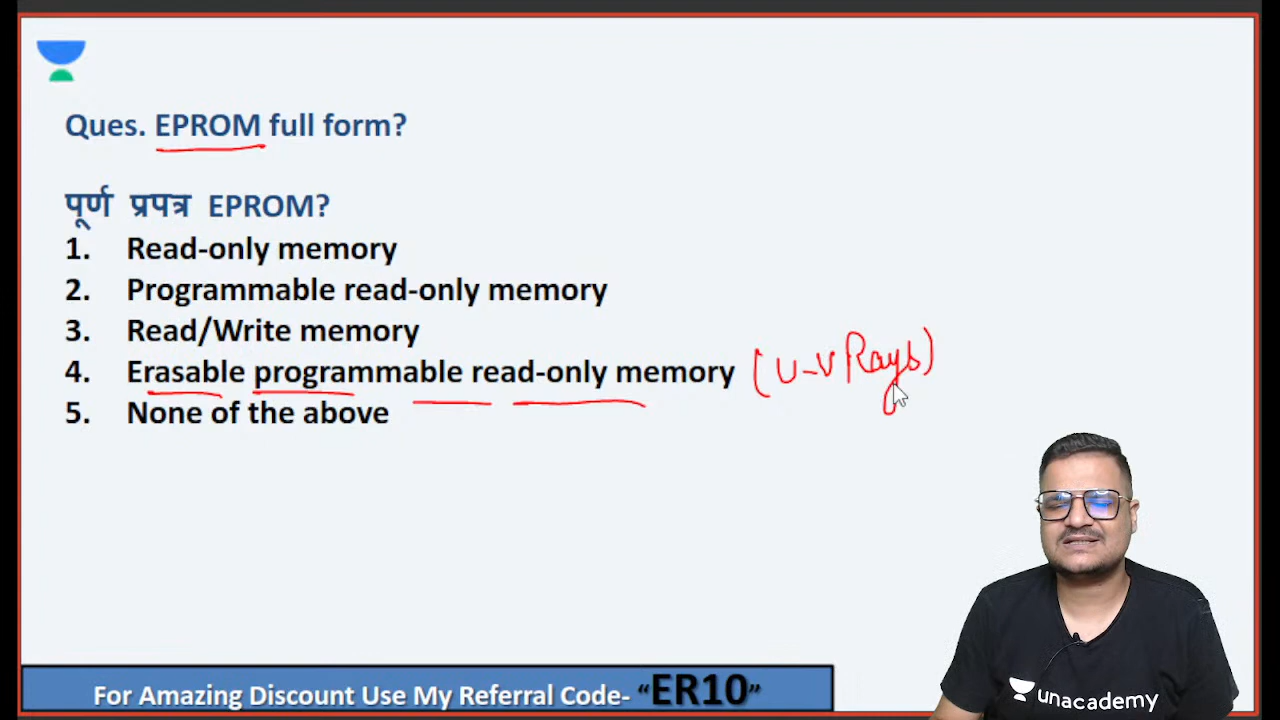 Ques. EPROM full form?
पूर्ण प्रपत्र EPROM?
1. Read-only memory
2. Programmable read-only memory
3. Read/Write memory
4. Erasable programmable read-only memory (U-V Rays)
5. None of the above
For Amazing Discount Use My Referral Code- “ER10”
unacademy